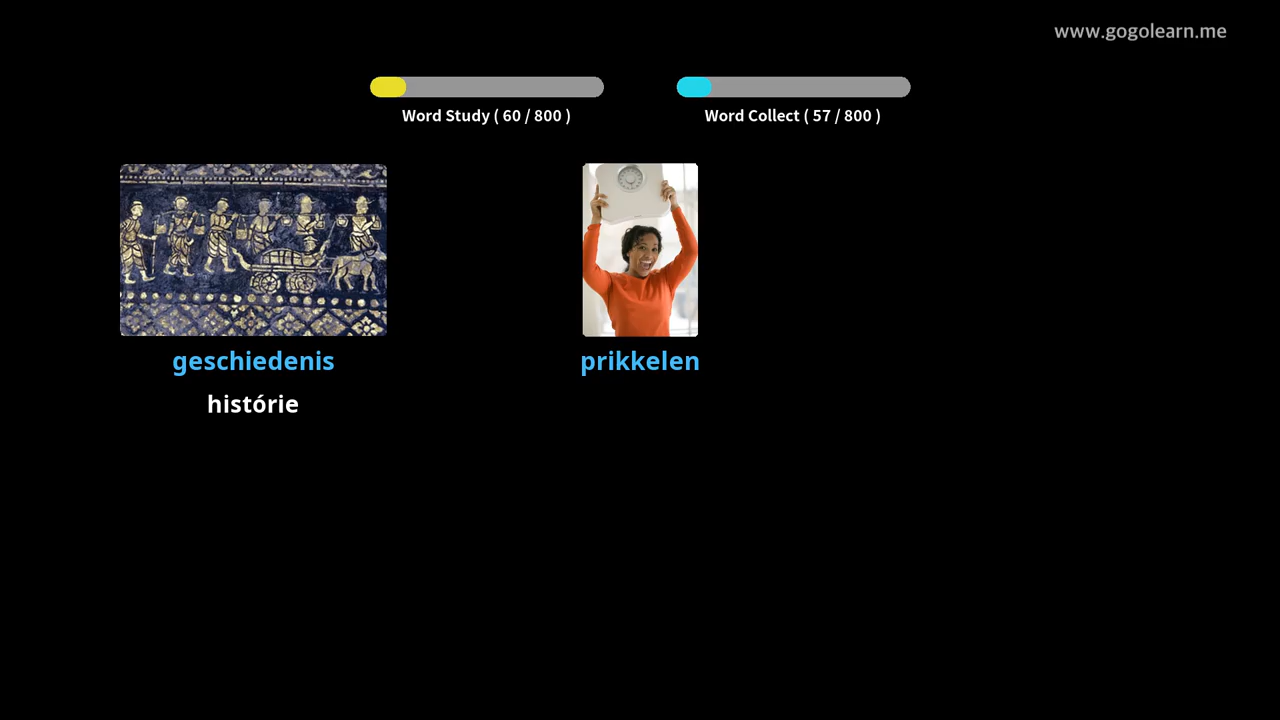 www.gogolearn.me
Word Study ( 60 / 800 )
Word Collect ( 57 / 800 )
geschiedenis
histórie
prikkelen